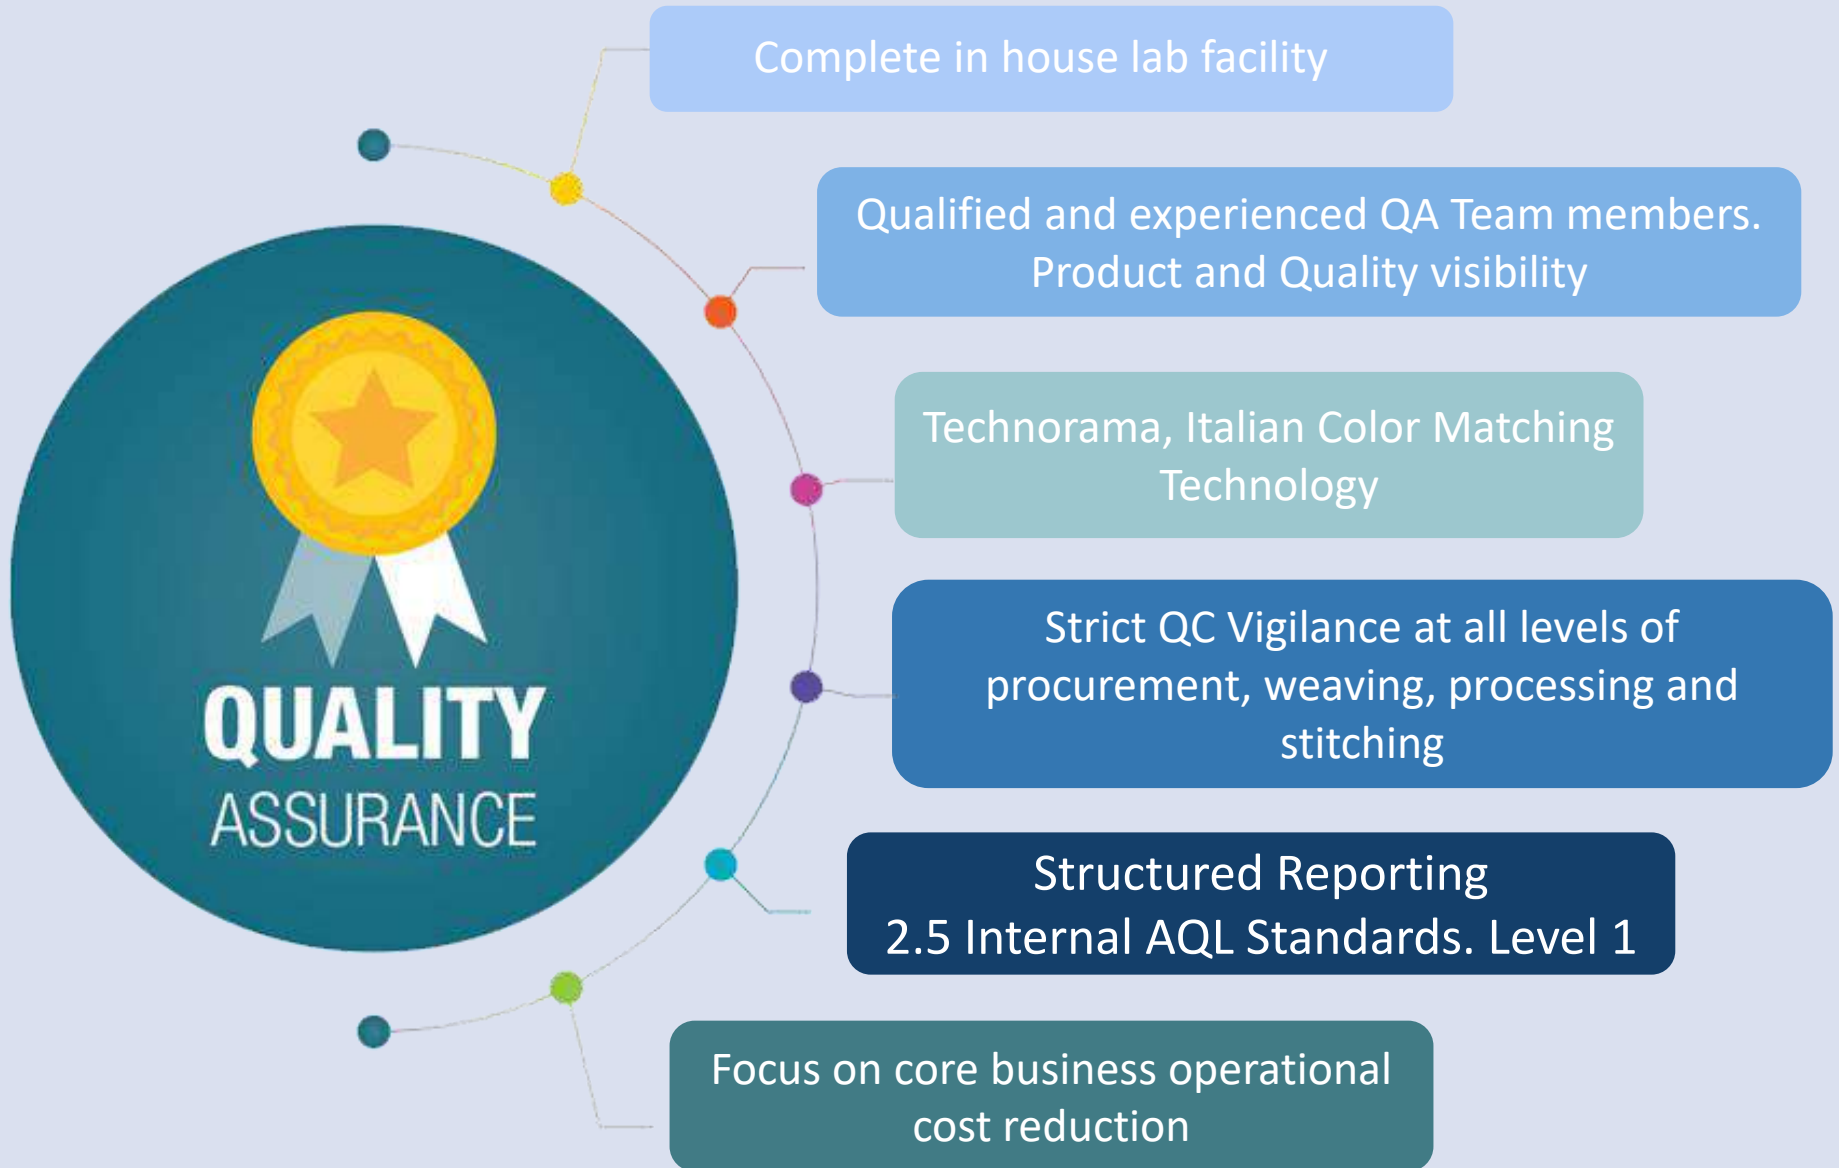 Complete in house lab facility
Qualified and experienced QA Team members.
Product and Quality visibility
Technorama, Italian Color Matching
Technology
Strict QC Vigilance at all levels of
procurement, weaving, processing and
stitching
QUALITY
ASSURANCE
Structured Reporting
2.5 Internal AQL Standards. Level 1
Focus on core business operational
cost reduction